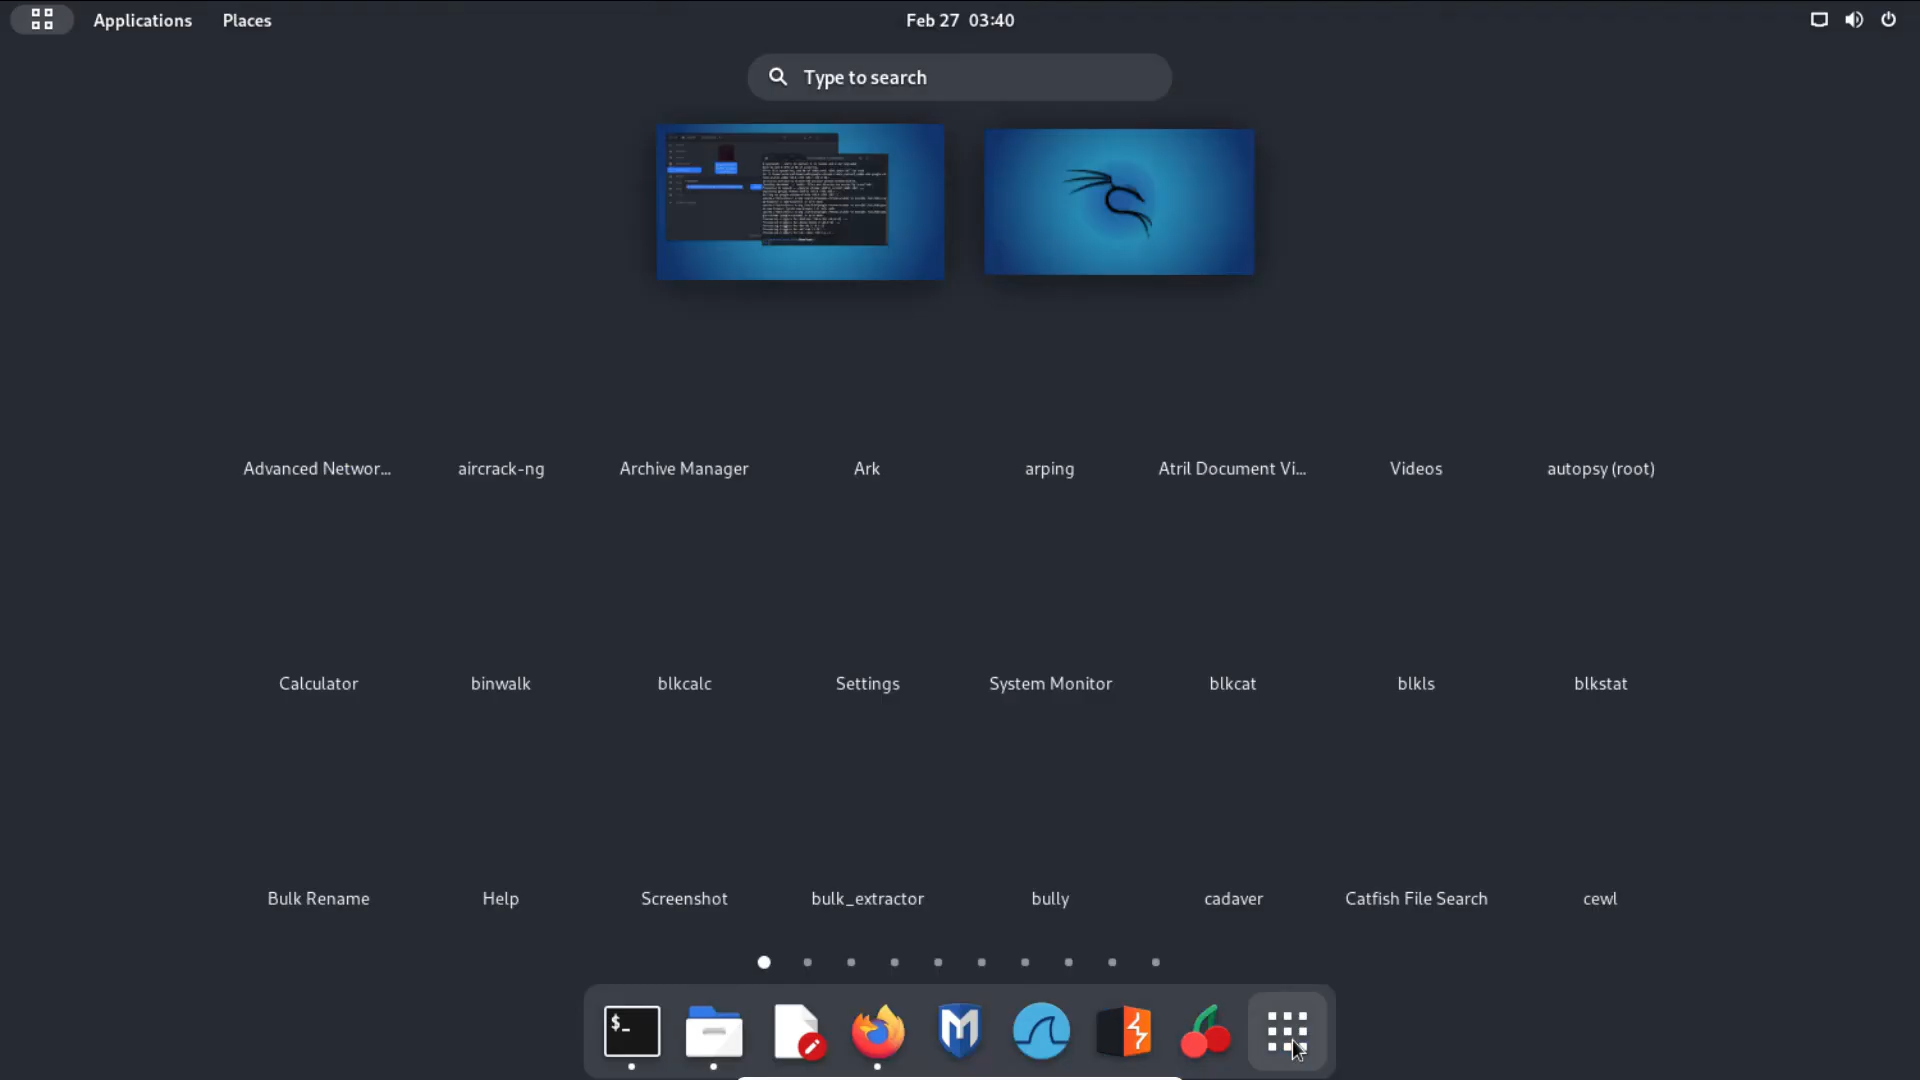 Applications Places Feb 27 03:40
Type to search
Advanced Networ... aircrack-ng Archive Manager Ark arping Atril Document Vi... Videos autopsy (root)
Calculator binwalk blkcalc Settings System Monitor blkcat blkls blkstat
Bulk Rename Help Screenshot bulk_extractor bully cadaver Catfish File Search cewl
$_